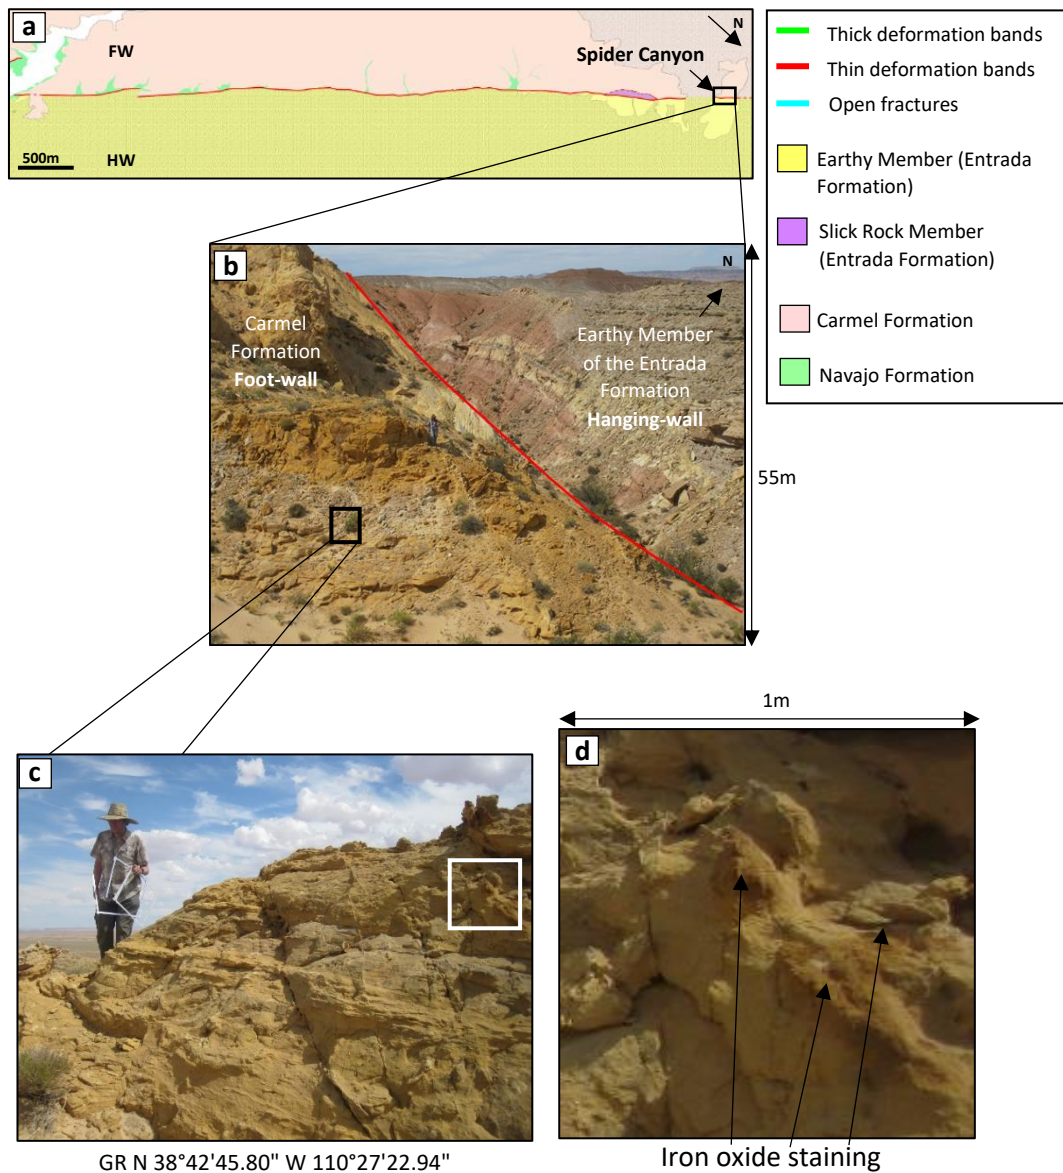 a
FW
N
Spider Canyon
500m
HW
Thick deformation bands
Thin deformation bands
Open fractures
Earthy Member (Entrada
Formation)
Slick Rock Member
(Entrada Formation)
Carmel Formation
Navajo Formation
b
N
Carmel
Formation
Foot-wall
Earthy Member
of the Entrada
Formation
Hanging-wall
55m
c
GR N 38°42'45.80" W 110°27'22.94"
1m
d
Iron oxide staining